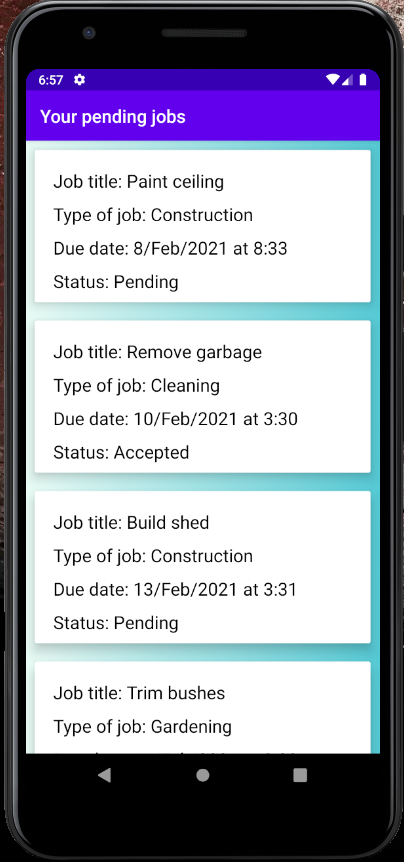 6:57
Your pending jobs
Job title: Paint ceiling
Type of job: Construction
Due date: 8/Feb/2021 at 8:33
Status: Pending
Job title: Remove garbage
Type of job: Cleaning
Due date: 10/Feb/2021 at 3:30
Status: Accepted
Job title: Build shed
Type of job: Construction
Due date: 13/Feb/2021 at 3:31
Status: Pending
Job title: Trim bushes
Type of job: Gardening